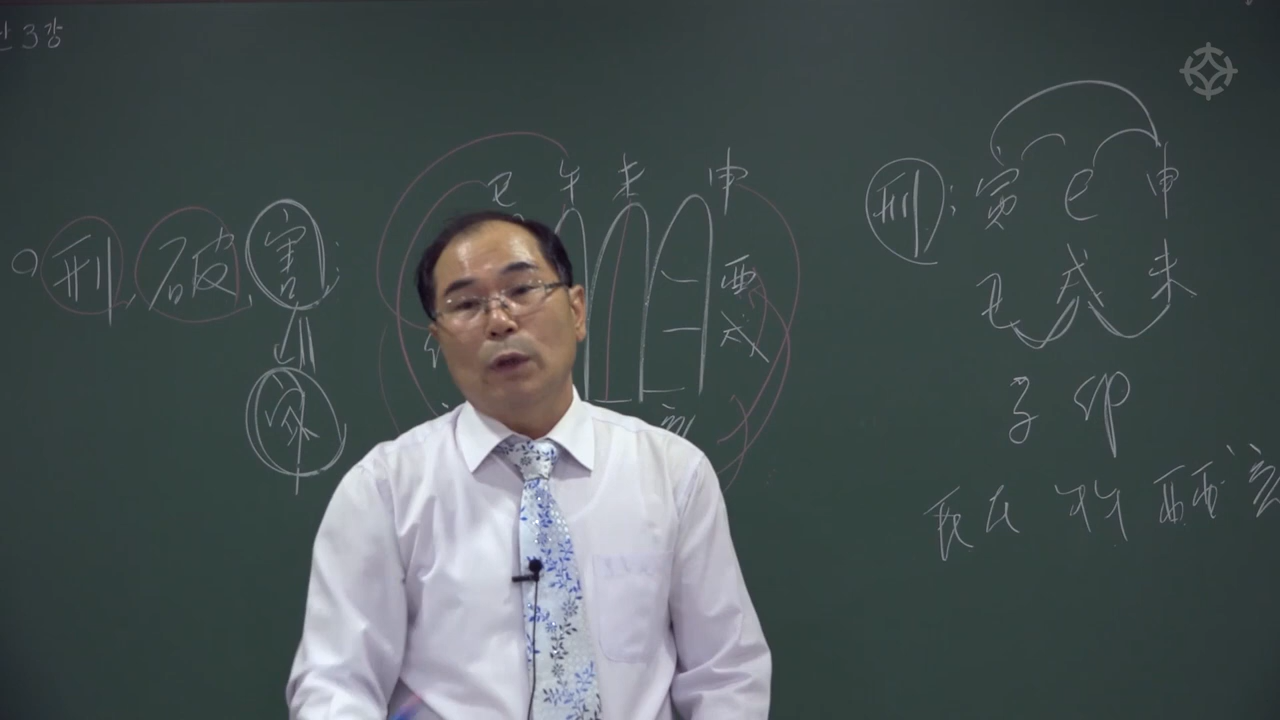 3강
刑. 破. 害:
巳 午 未 申
酉
戌
亥
刑: 寅 巳 申
丑 戌 未
子 卯
辰辰 午午 酉酉 亥